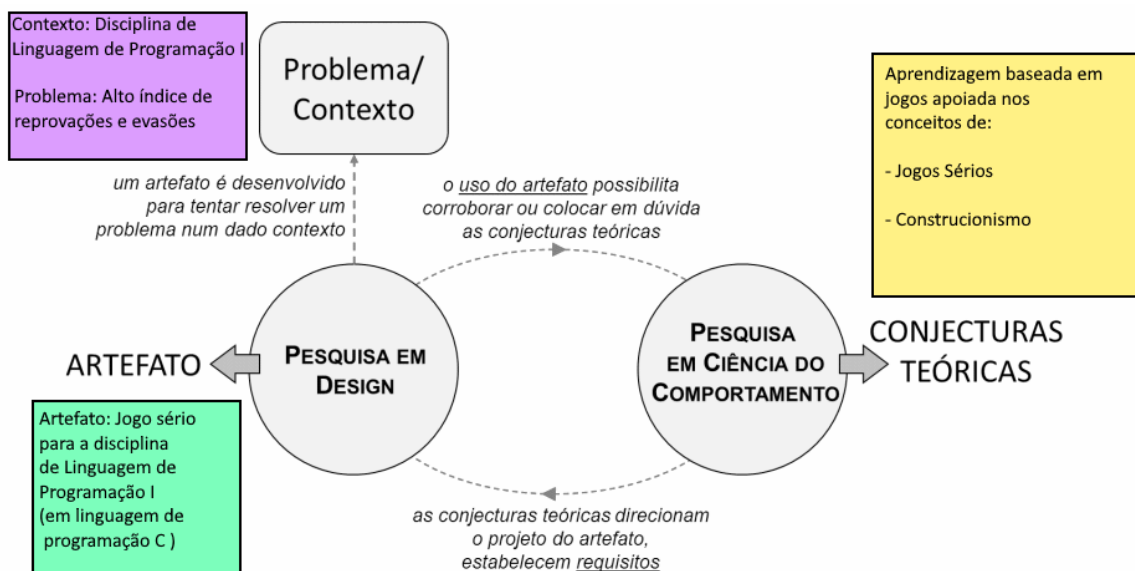 Contexto: Disciplina de
Linguagem de Programação I
Problema: Alto índice de
reprovações e evasões
Problema/
Contexto
Aprendizagem baseada em
jogos apoiada nos
conceitos de:
- Jogos Sérios
- Construcionismo
um artefato é desenvolvido
para tentar resolver um
problema num dado contexto
o uso do artefato possibilita
corroborar ou colocar em dúvida
as conjecturas teóricas
ARTEFATO
PESQUISA EM
DESIGN
PESQUISA
EM CIÊNCIA DO
COMPORTAMENTO
CONJECTURAS
TEÓRICAS
Artefato: Jogo sério
para a disciplina
de Linguagem de
Programação I
(em linguagem de
programação C )
as conjecturas teóricas direcionam
o projeto do artefato,
estabelecem requisitos